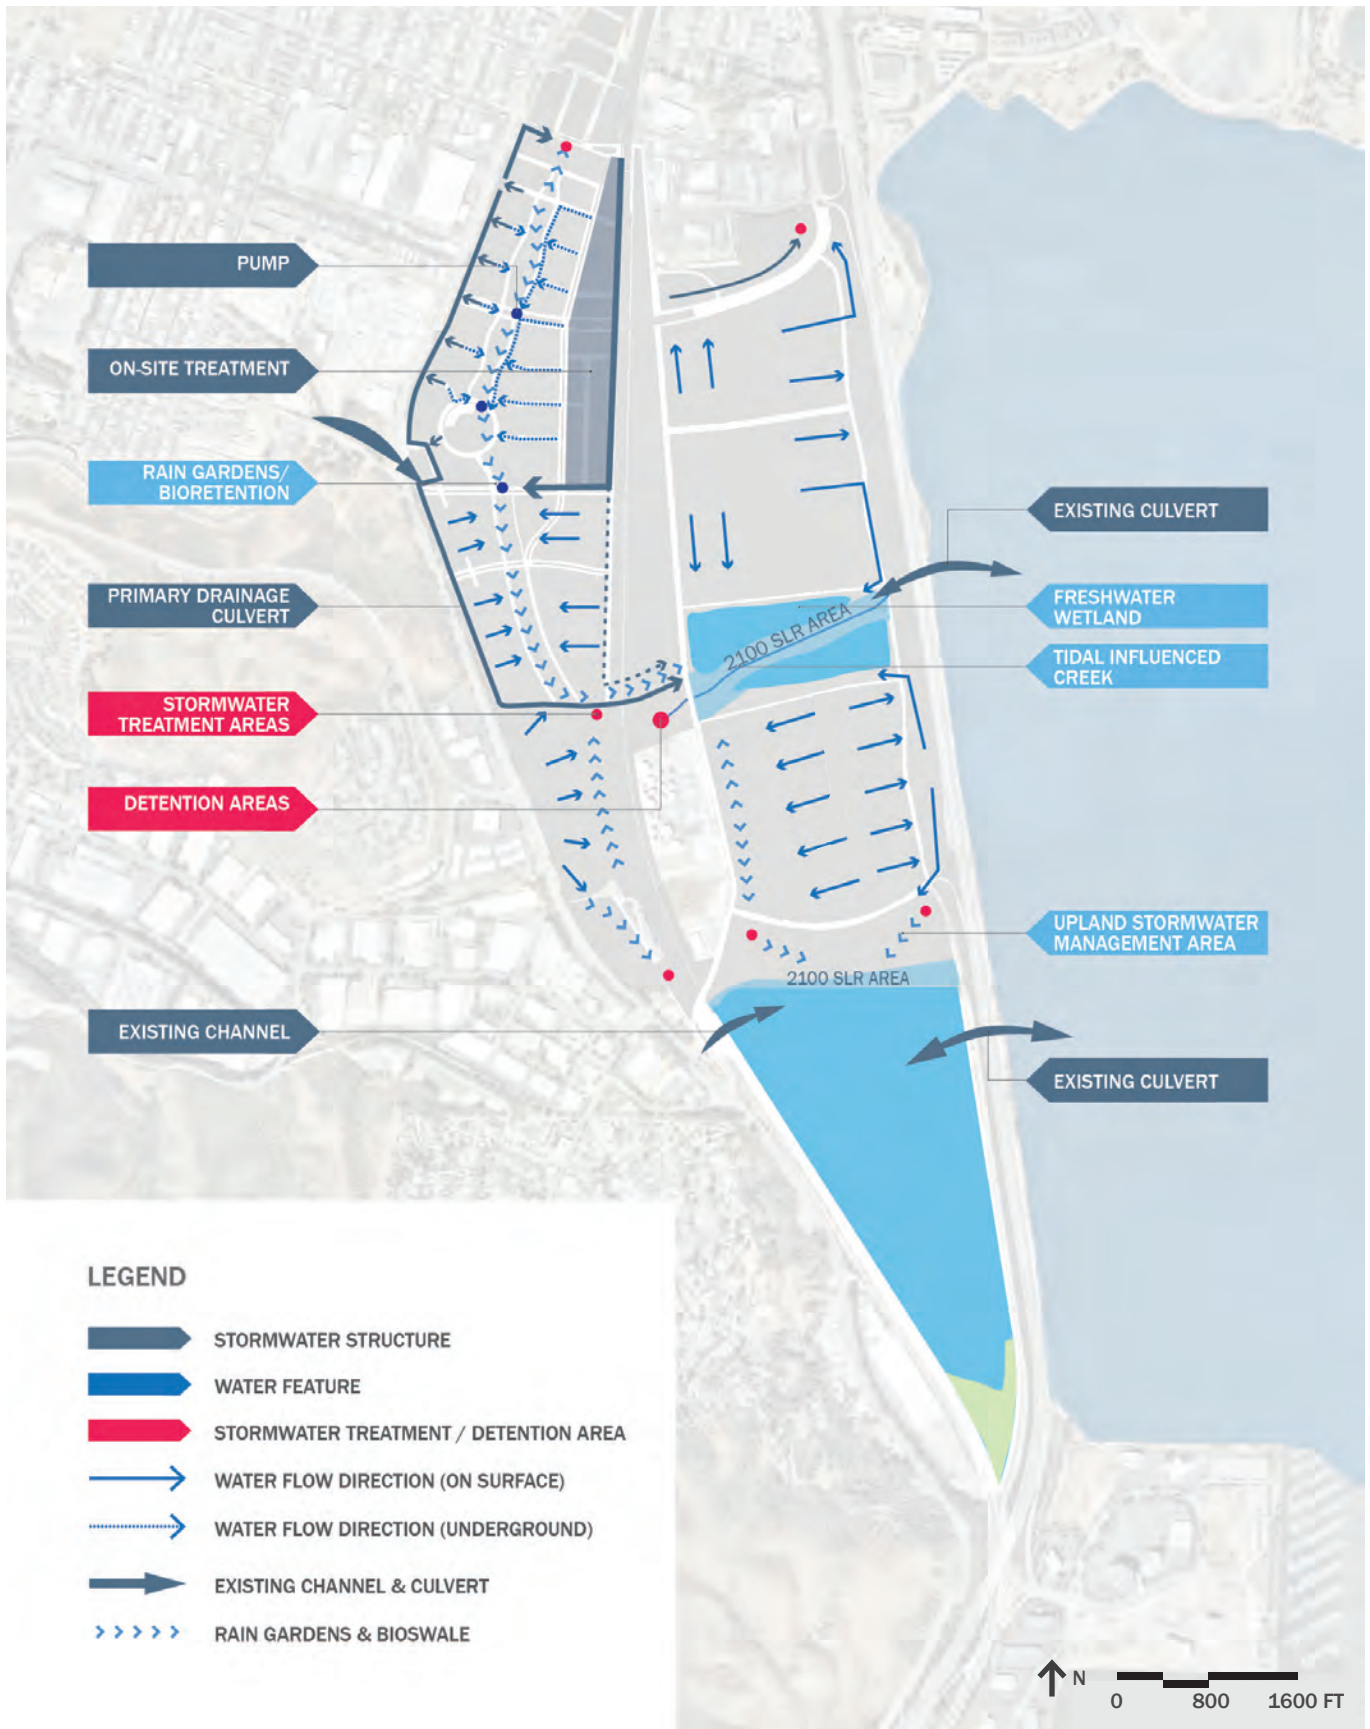 PUMP
ON-SITE TREATMENT
RAIN GARDENS/
BIORETENTION
PRIMARY DRAINAGE
CULVERT
STORMWATER
TREATMENT AREAS
DETENTION AREAS
EXISTING CHANNEL
EXISTING CULVERT
FRESHWATER
WETLAND
TIDAL INFLUENCED
CREEK
UPLAND STORMWATER
MANAGEMENT AREA
EXISTING CULVERT
2100 SLR AREA
2100 SLR AREA
LEGEND
STORMWATER STRUCTURE
WATER FEATURE
STORMWATER TREATMENT / DETENTION AREA
WATER FLOW DIRECTION (ON SURFACE)
WATER FLOW DIRECTION (UNDERGROUND)
EXISTING CHANNEL & CULVERT
RAIN GARDENS & BIOSWALE
N
0 800 1600 FT